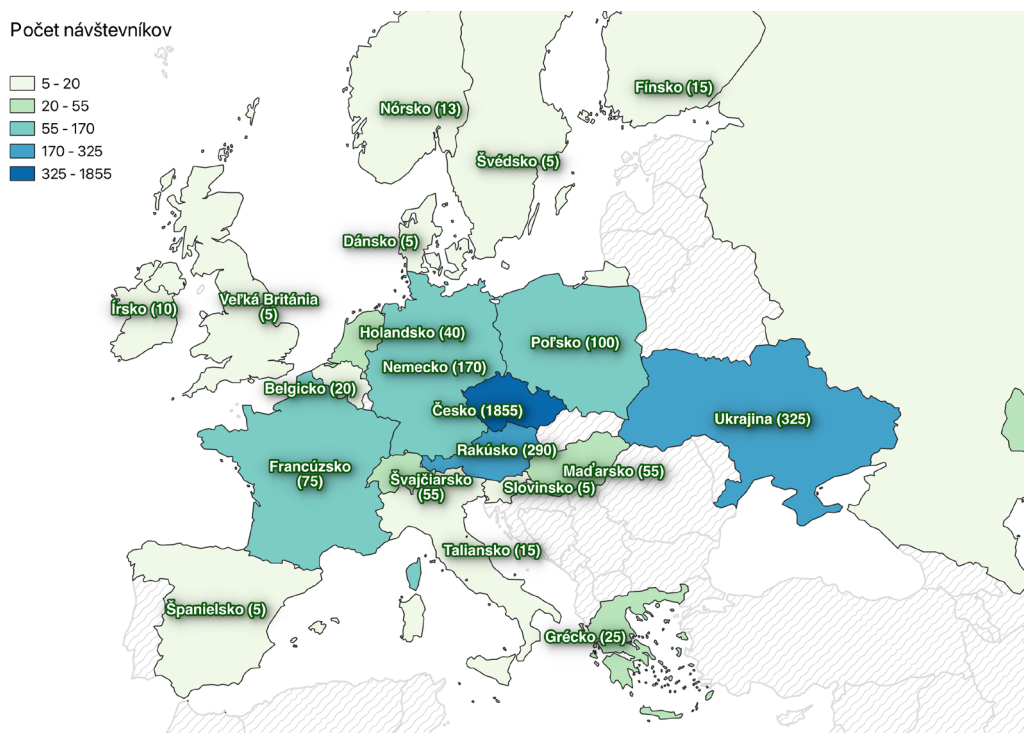 Počet návštevníkov
5 - 20
20 - 55
55 - 170
170 - 325
325 - 1855
Fínsko (15)
Nórsko (13)
Švédsko (5)
Dánsko (5)
Írsko (10)
Veľká Británia
(5)
Holandsko (40)
Poľsko (100)
Nemecko (170)
Belgicko (20)
Česko (1855)
Ukrajina (325)
Rakúsko (290)
Francúzsko
(75)
Maďarsko (55)
Švajčiarsko
(55)
Slovinsko (5)
Taliansko (15)
Španielsko (5)
Grécko (25)